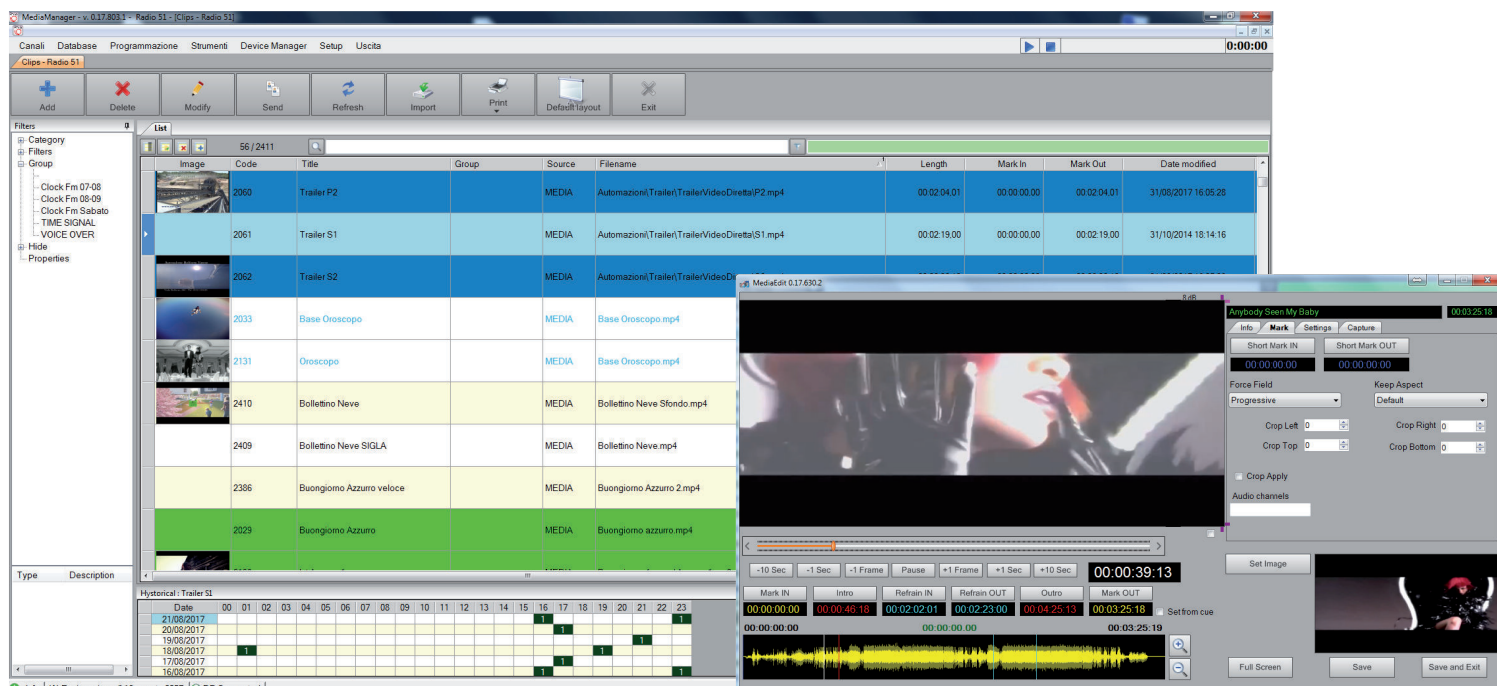 MediaManager - v. 0.17.803.1 - Radio 51 - [Clips - Radio 51]
Canali Database Programmazione Strumenti Device Manager Setup Uscita
0:00:00
Clips - Radio 51
Add Delete Modify Send Refresh Import Print Default layout Exit
Filters
Category
Filters
Group
Clock Fm 07-08
Clock Fm 08-09
Clock Fm Sabato
TIME SIGNAL
VOICE OVER
Hide
Properties
Type Description
List
56 / 2411
Image Code Title Group Source Filename Length Mark In Mark Out Date modified
2060 Trailer P2 MEDIA Automazioni\Trailer\TrailerVideoDiretta\P2.mp4 00:02:04,01 00:00:00,00 00:02:04,01 31/08/2017 16:05:28
2061 Trailer S1 MEDIA Automazioni\Trailer\TrailerVideoDiretta\S1.mp4 00:02:19,00 00:00:00,00 00:02:19,00 31/10/2014 18:14:16
2062 Trailer S2 MEDIA
2033 Base Oroscopo MEDIA Base Oroscopo.mp4
2131 Oroscopo MEDIA Base Oroscopo.mp4
2410 Bollettino Neve MEDIA Bollettino Neve Sfondo.mp4
2409 Bollettino Neve SIGLA MEDIA Bollettino Neve.mp4
2386 Buongiorno Azzurro veloce MEDIA Buongiorno Azzurro 2.mp4
2029 Buongiorno Azzurro MEDIA Buongiorno azzurro.mp4
Hystorical : Trailer S1
Date 00 01 02 03 04 05 06 07 08 09 10 11 12 13 14 15 16 17 18 19 20 21 22 23
21/08/2017 1 1
20/08/2017 1
19/08/2017 1
18/08/2017 1 1
17/08/2017 1
16/08/2017 1 1
MediaEdit 0.17.630.2
8 dB
Anybody Seen My Baby 00:03:25:18
Info Mark Settings Capture
Short Mark IN Short Mark OUT
00:00:00:00 00:00:00:00
Force Field Keep Aspect
Progressive Default
Crop Left 0 Crop Right 0
Crop Top 0 Crop Bottom 0
Crop Apply
Audio channels
-10 Sec -1 Sec -1 Frame Pause +1 Frame +1 Sec +10 Sec 00:00:39:13
Mark IN Intro Refrain IN Refrain OUT Outro Mark OUT
00:00:00:00 00:00:46:18 00:02:02:01 00:02:23:00 00:04:25:13 00:03:25:18 Set from cue
00:00:00:00 00:00:00:00 00:03:25:19
Set Image
Full Screen Save Save and Exit